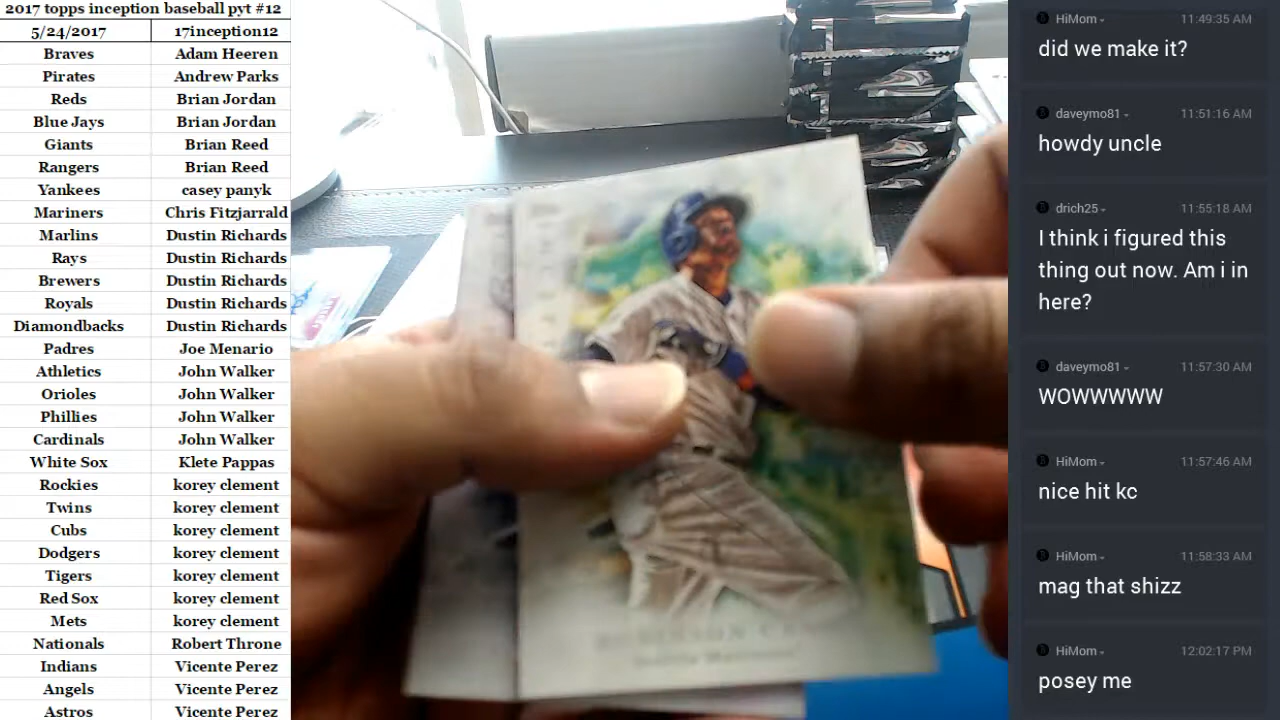 2017 topps inception baseball pyt #12
5/24/2017 17inception12
Braves Adam Heeren
Pirates Andrew Parks
Reds Brian Jordan
Blue Jays Brian Jordan
Giants Brian Reed
Rangers Brian Reed
Yankees casey panyk
Mariners Chris Fitzjarrald
Marlins Dustin Richards
Rays Dustin Richards
Brewers Dustin Richards
Royals Dustin Richards
Diamondbacks Dustin Richards
Padres Joe Menario
Athletics John Walker
Orioles John Walker
Phillies John Walker
Cardinals John Walker
White Sox Klete Pappas
Rockies korey clement
Twins korey clement
Cubs korey clement
Dodgers korey clement
Tigers korey clement
Red Sox korey clement
Mets korey clement
Nationals Robert Throne
Indians Vicente Perez
Angels Vicente Perez
Astros Vicente Perez
HiMom 11:49:35 AM
did we make it?
daveymo81 11:51:16 AM
howdy uncle
drich25 11:55:18 AM
I think i figured this
thing out now. Am i in
here?
daveymo81 11:57:30 AM
WOWWWWW
HiMom 11:57:46 AM
nice hit kc
HiMom 11:58:33 AM
mag that shizz
HiMom 12:02:17 PM
posey me